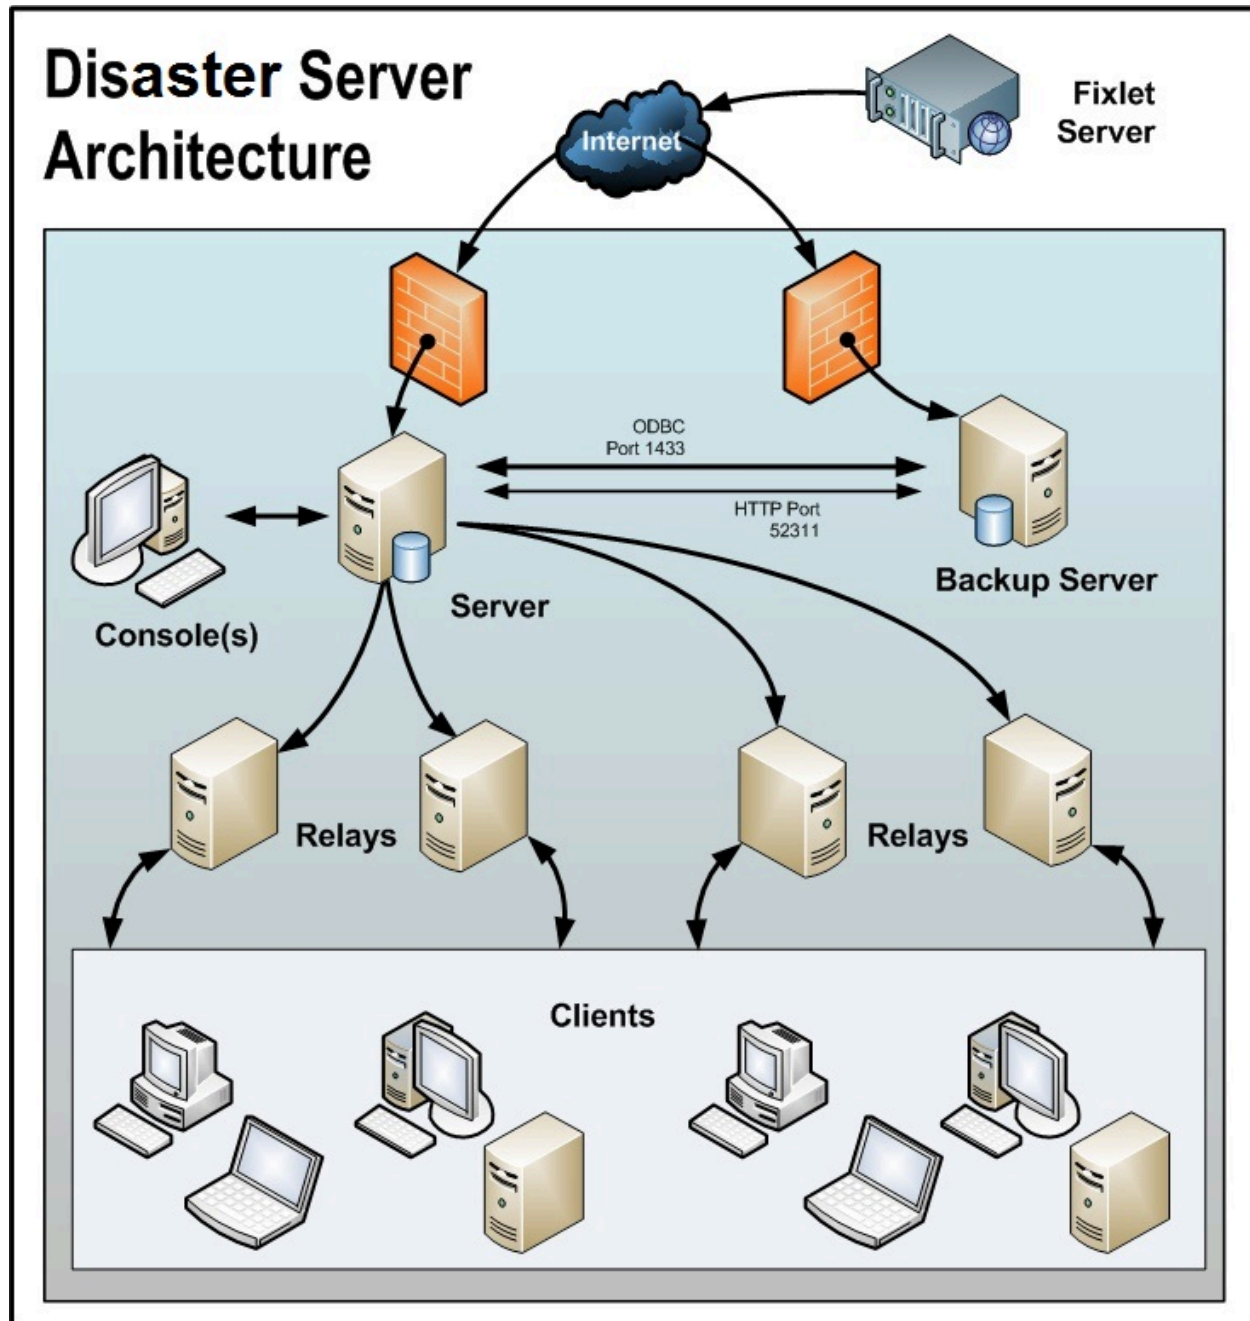 Disaster Server
Architecture
Fixlet
Server
Internet
ODBC
Port 1433
HTTP Port
52311
Backup Server
Server
Console(s)
Relays
Relays
Clients